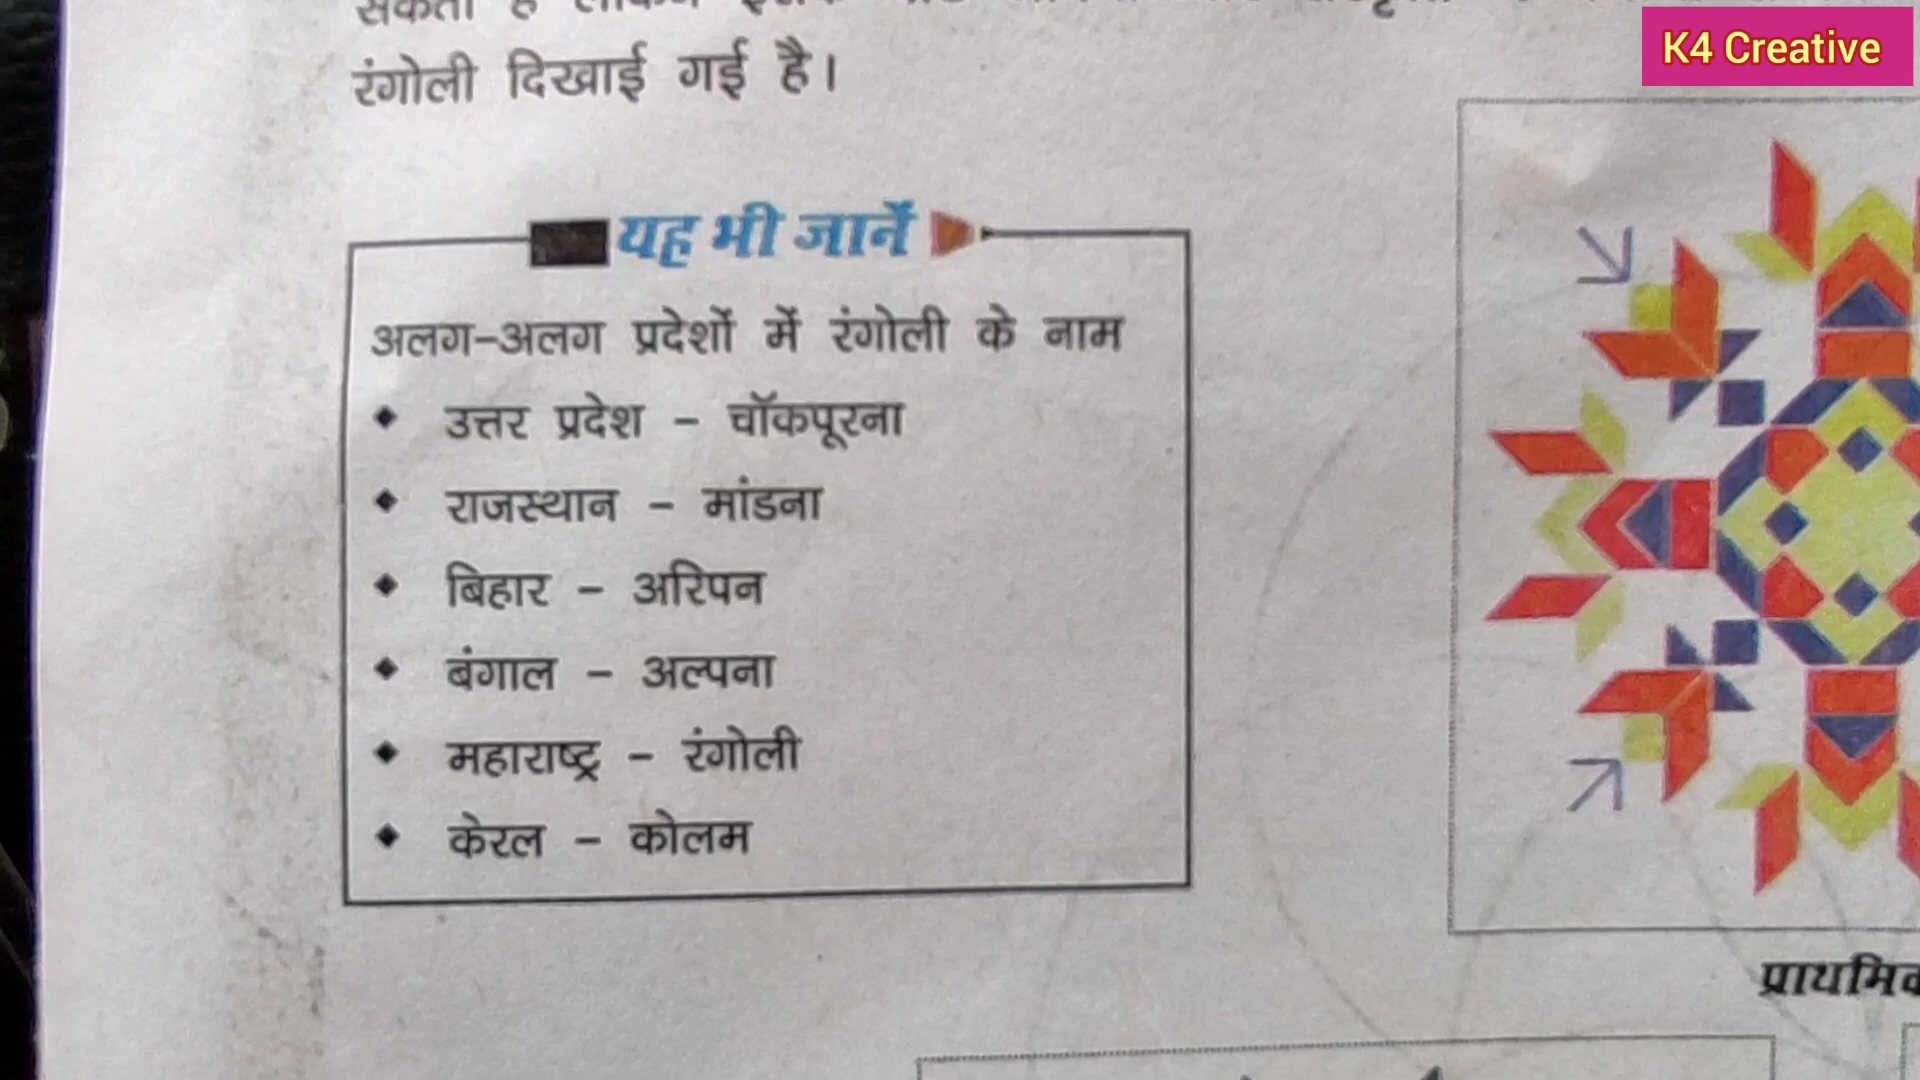 रंगोली दिखाई गई है।
K4 Creative
यह भी जानें
अलग-अलग प्रदेशों में रंगोली के नाम
◆ उत्तर प्रदेश - चॉकपूरना
◆ राजस्थान - मांडना
◆ बिहार - अरिपन
◆ बंगाल - अल्पना
◆ महाराष्ट्र - रंगोली
◆ केरल - कोलम